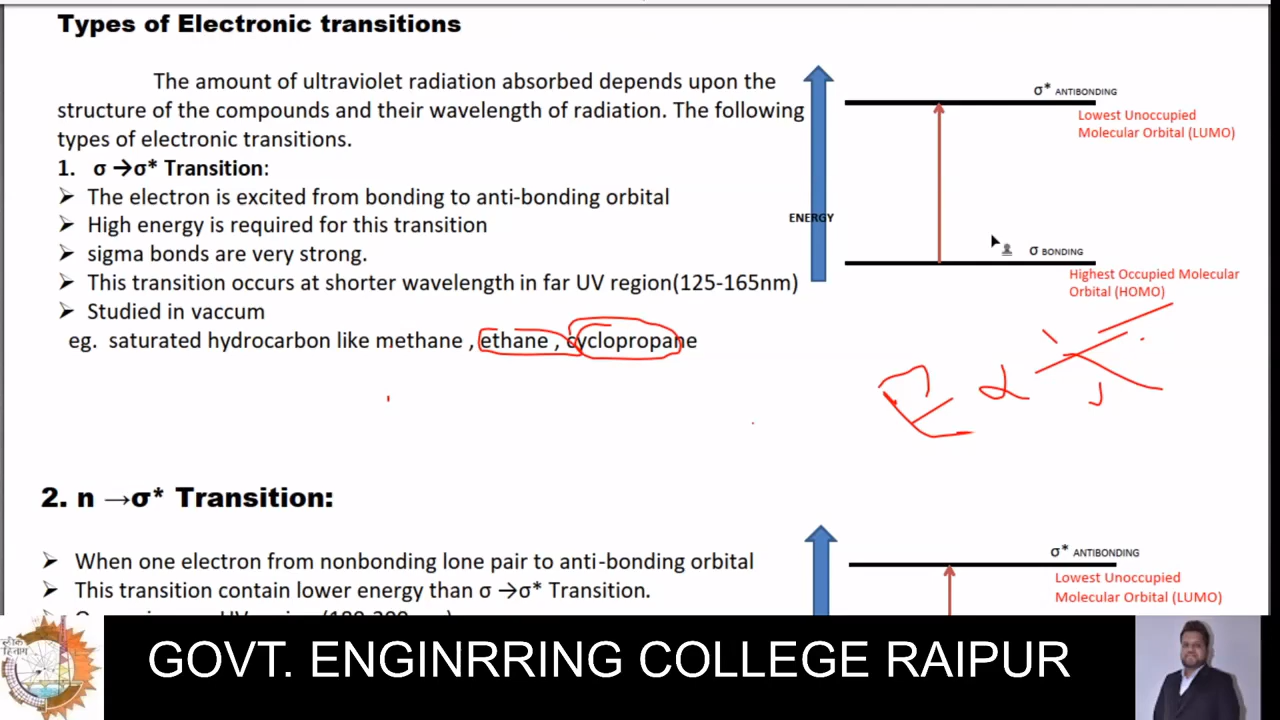 Types of Electronic transitions
The amount of ultraviolet radiation absorbed depends upon the
structure of the compounds and their wavelength of radiation. The following
types of electronic transitions.
1. σ →σ* Transition:
➢ The electron is excited from bonding to anti-bonding orbital
➢ High energy is required for this transition
➢ sigma bonds are very strong.
➢ This transition occurs at shorter wavelength in far UV region(125-165nm)
➢ Studied in vaccum
eg. saturated hydrocarbon like methane , ethane , cyclopropane
σ* ANTIBONDING
Lowest Unoccupied
Molecular Orbital (LUMO)
ENERGY
σ BONDING
Highest Occupied Molecular
Orbital (HOMO)
2. n →σ* Transition:
➢ When one electron from nonbonding lone pair to anti-bonding orbital
➢ This transition contain lower energy than σ →σ* Transition.
σ* ANTIBONDING
Lowest Unoccupied
Molecular Orbital (LUMO)
GOVT. ENGINRRING COLLEGE RAIPUR